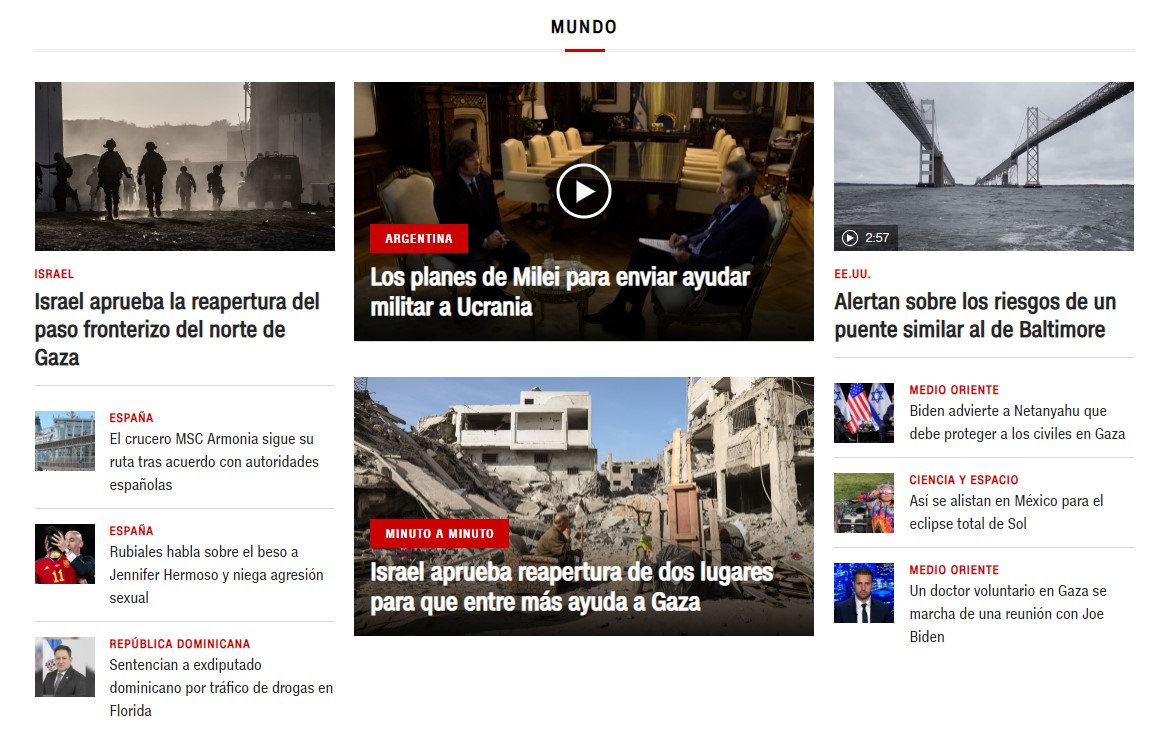 MUNDO
ISRAEL
Israel aprueba la reapertura del
paso fronterizo del norte de
Gaza
ESPAÑA
El crucero MSC Armonia sigue su
ruta tras acuerdo con autoridades
españolas
ESPAÑA
11
Rubiales habla sobre el beso a
Jennifer Hermoso y niega agresión
sexual
REPÚBLICA DOMINICANA
Sentencian a exdiputado
dominicano por tráfico de drogas en
Florida
ARGENTINA
Los planes de Milei para enviar ayudar
militar a Ucrania
MINUTO A MINUTO
Israel aprueba reapertura de dos lugares
para que entre más ayuda a Gaza
2:57
EE.UU.
Alertan sobre los riesgos de un
puente similar al de Baltimore
MEDIO ORIENTE
Biden advierte a Netanyahu que
debe proteger a los civiles en Gaza
CIENCIA Y ESPACIO
Así se alistan en México para el
eclipse total de Sol
MEDIO ORIENTE
Un doctor voluntario en Gaza se
marcha de una reunión con Joe
Biden